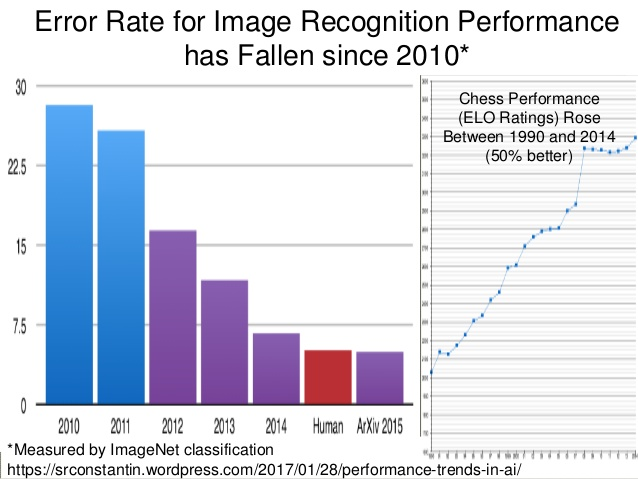 Error Rate for Image Recognition Performance
has Fallen since 2010*
30
22.5
15
7.5
0
2010
2011
2012
2013
2014
Human
ArXiv 2015
Chess Performance
(ELO Ratings) Rose
Between 1990 and 2014
(50% better)
*Measured by ImageNet classification
https://srconstantin.wordpress.com/2017/01/28/performance-trends-in-ai/